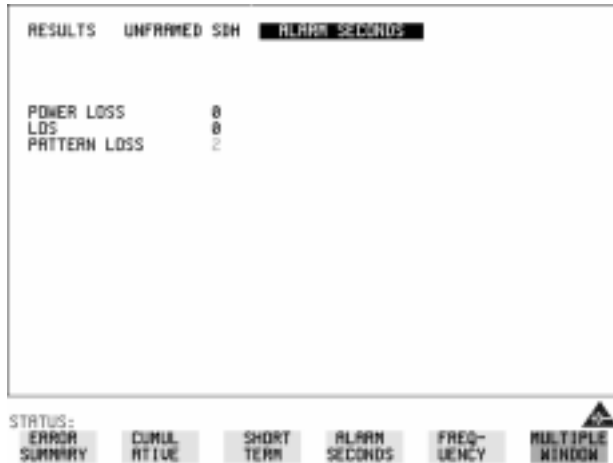 RESULTS UNFRAMED SDH ALARM SECONDS
POWER LOSS 0
LOS 0
PATTERN LOSS 2
STATUS:
ERROR SUMMARY
CUMUL ATIVE
SHORT TERM
ALARM SECONDS
FREQ- UENCY
MULTIPLE WINDOW